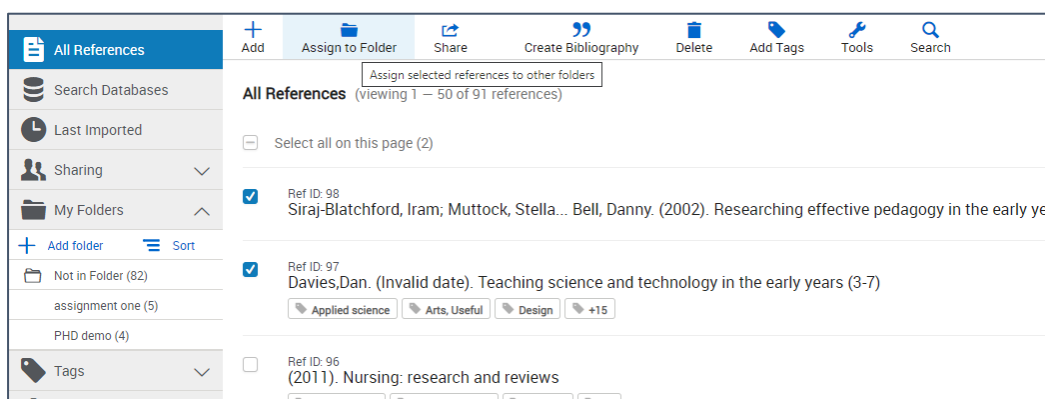 All References
Search Databases
Last Imported
Sharing
My Folders
Add folder Sort
Not in Folder (82)
assignment one (5)
PHD demo (4)
Tags
Add Assign to Folder Share Create Bibliography Delete Add Tags Tools Search
Assign selected references to other folders
All References (viewing 1 — 50 of 91 references)
Select all on this page (2)
Ref ID: 98
Siraj-Blatchford, Iram; Muttock, Stella... Bell, Danny. (2002). Researching effective pedagogy in the early
Ref ID: 97
Davies,Dan. (Invalid date). Teaching science and technology in the early years (3-7)
Applied science Arts, Useful Design +15
Ref ID: 96
(2011). Nursing: research and reviews